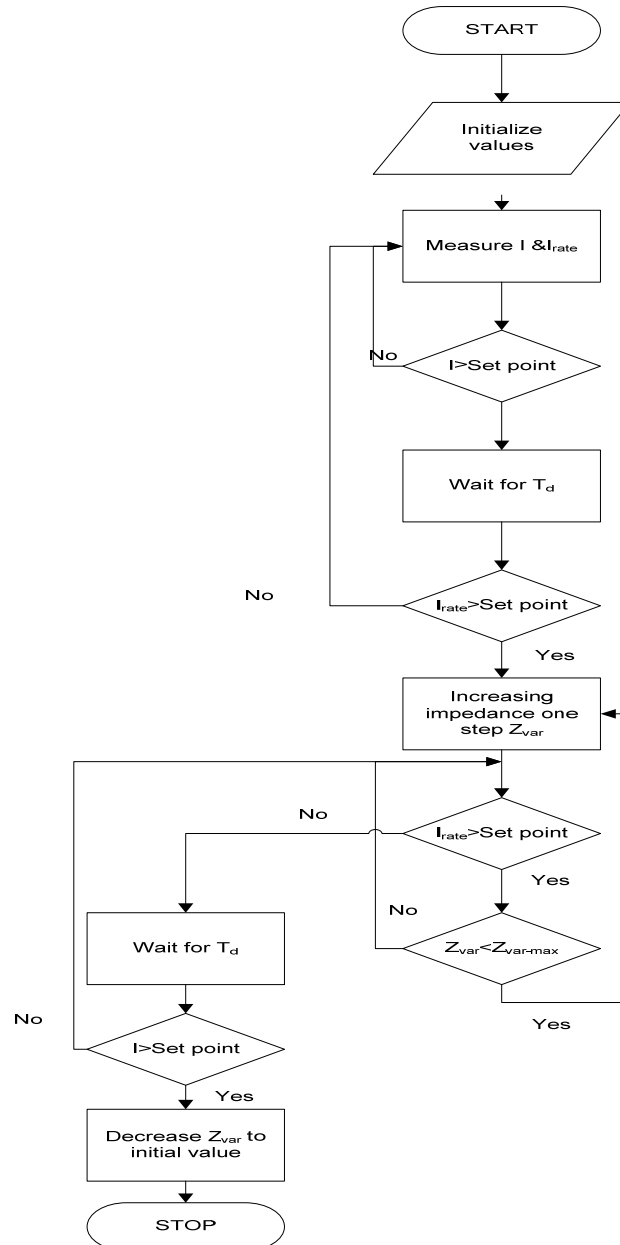 START
Initialize
values
Measure I &Irate
No
I>Set point
Wait for Td
No
Irate>Set point
Yes
Increasing
impedance one
step Zvar
No
Irate>Set point
Yes
No
Zvar<Zvar-max
Yes
Wait for Td
No
I>Set point
Yes
Decrease Zvar to
initial value
STOP